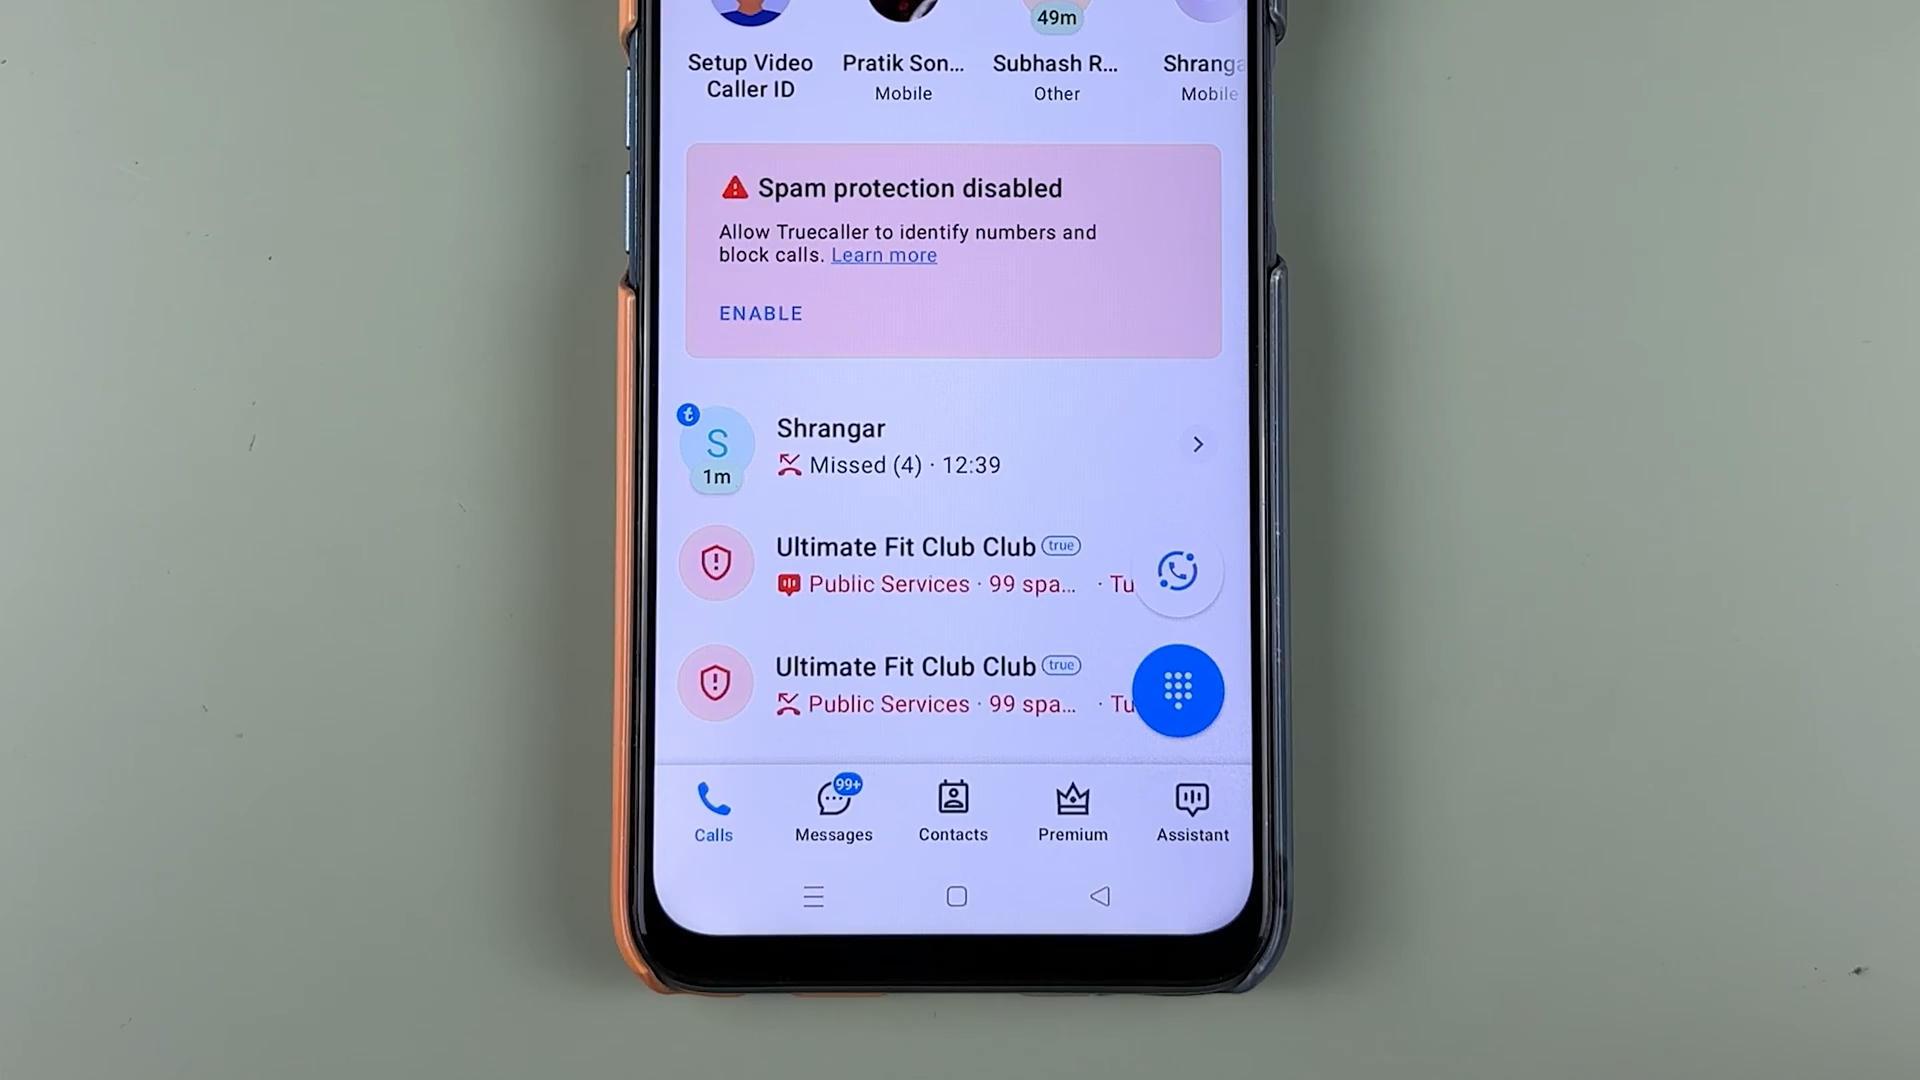 49m
Setup Video
Caller ID
Pratik Son...
Mobile
Subhash R...
Other
Shranga
Mobile
Spam protection disabled
Allow Truecaller to identify numbers and
block calls. Learn more
ENABLE
S
1m
Shrangar
Missed (4) · 12:39
Ultimate Fit Club Club true
Public Services · 99 spa... · Tu
Ultimate Fit Club Club true
Public Services · 99 spa... · Tu
Calls
99+
Messages
Contacts
Premium
Assistant